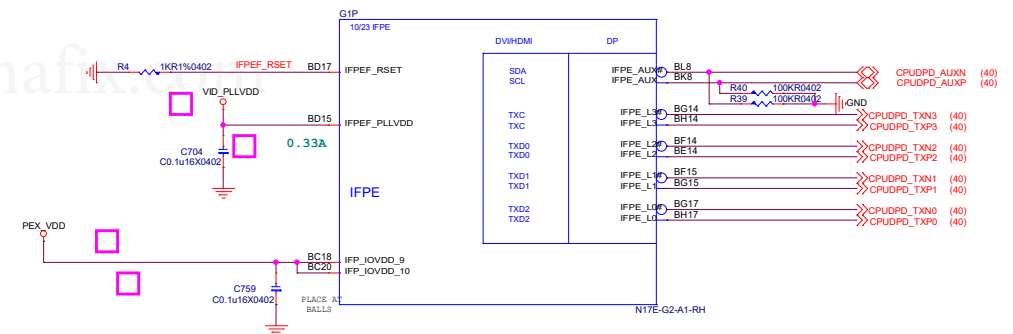 G1P
10/23 IFPE
DVI/HDMI DP
R4 1KR1%0402 IFPEF_RSET BD17 IFPEF_RSET
SDA IFPE_AUX# BL8 CPUDPD_AUXN (40)
SCL IFPE_AUX BK8 CPUDPD_AUXP (40)
R40 100KR0402
R39 100KR0402
GND
VID_PLLVDD
BD15 IFPEF_PLLVDD
0.33A
C704
C0.1u16X0402
TXC IFPE_L3# BG14 CPUDPD_TXN3 (40)
TXC IFPE_L3 BH14 CPUDPD_TXP3 (40)
TXD0 IFPE_L2# BF14 CPUDPD_TXN2 (40)
TXD0 IFPE_L2 BE14 CPUDPD_TXP2 (40)
TXD1 IFPE_L1# BF15 CPUDPD_TXN1 (40)
TXD1 IFPE_L1 BG15 CPUDPD_TXP1 (40)
IFPE
TXD2 IFPE_L0# BG17 CPUDPD_TXN0 (40)
TXD2 IFPE_L0 BH17 CPUDPD_TXP0 (40)
PEX_VDD
BC18 IFP_IOVDD_9
BC20 IFP_IOVDD_10
C759
C0.1u16X0402
PLACE AT
BALLS
N17E-G2-A1-RH